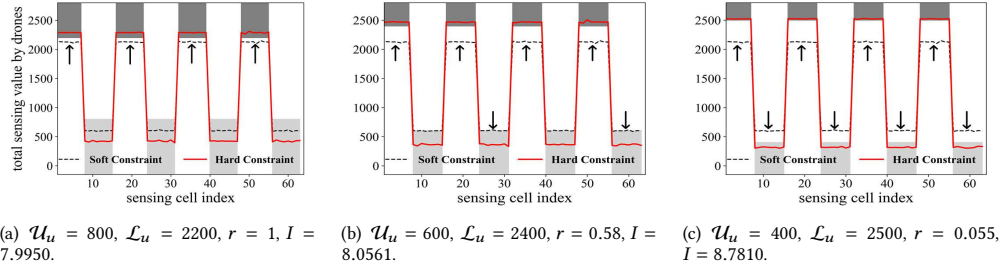 total sensing value by drones
2500
2000
1500
1000
500
0
Soft Constraint Hard Constraint
10 20 30 40 50 60
sensing cell index
2500
2000
1500
1000
500
0
Soft Constraint Hard Constraint
10 20 30 40 50 60
sensing cell index
2500
2000
1500
1000
500
0
Soft Constraint Hard Constraint
10 20 30 40 50 60
sensing cell index
(a) 𝒰u = 800, ℒu = 2200, r = 1, I =
7.9950.
(b) 𝒰u = 600, ℒu = 2400, r = 0.58, I =
8.0561.
(c) 𝒰u = 400, ℒu = 2500, r = 0.055,
I = 8.7810.